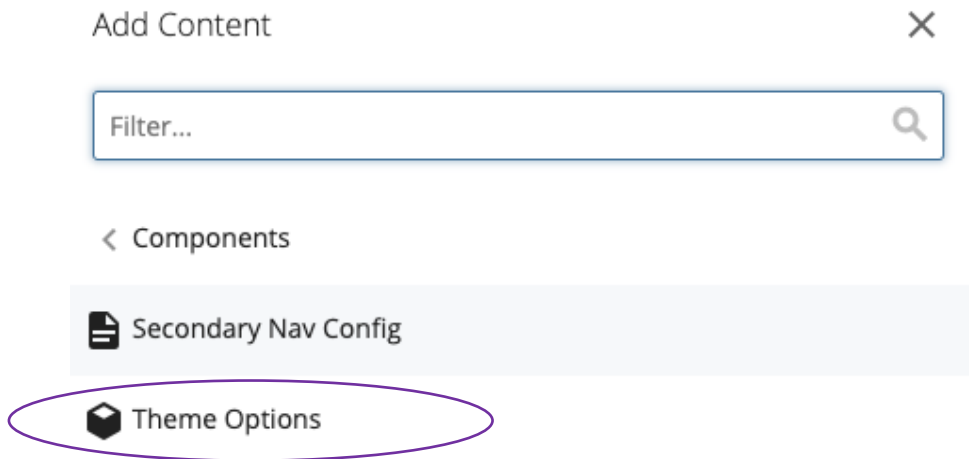 Add Content
Filter...
Components
Secondary Nav Config
Theme Options